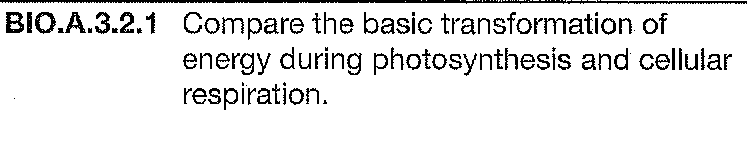 BIO.A.3.2.1 Compare the basic transformation of
energy during photosynthesis and cellular
respiration.